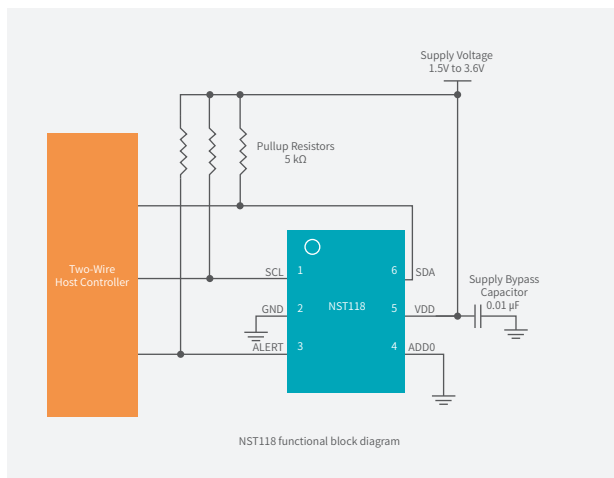 Supply Voltage
1.5V to 3.6V
Pullup Resistors
5 kΩ
Two-Wire
Host Controller
SCL
1
6
SDA
Supply Bypass
Capacitor
0.01 μF
GND
2
NST118
5
VDD
ALERT
3
4
ADD0
NST118 functional block diagram